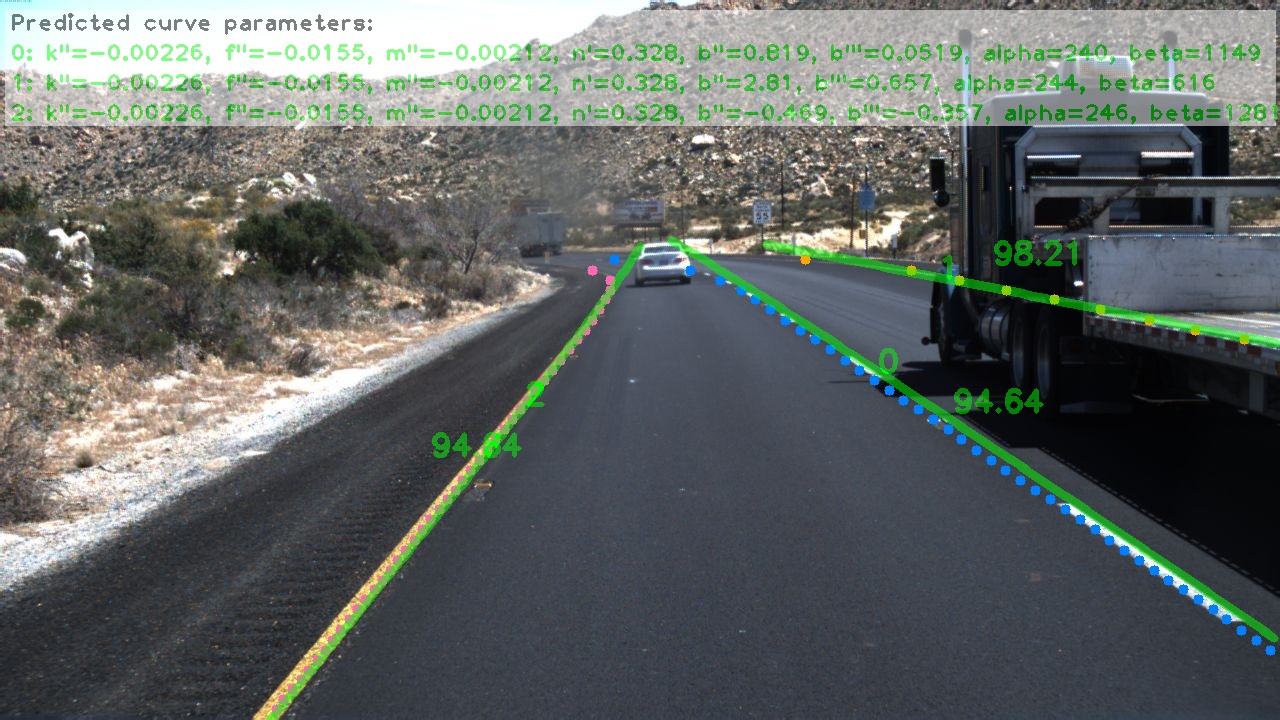 Predicted curve parameters:
0: k''=-0.00226, f''=-0.0155, m''=-0.00212, n'=0.328, b''=0.819, b'''=0.0519, alpha=240, beta=1149
1: k''=-0.00226, f''=-0.0155, m''=-0.00212, n'=0.328, b''=2.81, b'''=0.657, alpha=244, beta=616
2: k''=-0.00226, f''=-0.0155, m''=-0.00212, n'=0.328, b''=-0.469, b'''=-0.357, alpha=246, beta=1281
SPEED LIMIT 55
1 98.21
0
94.64
2
94.64